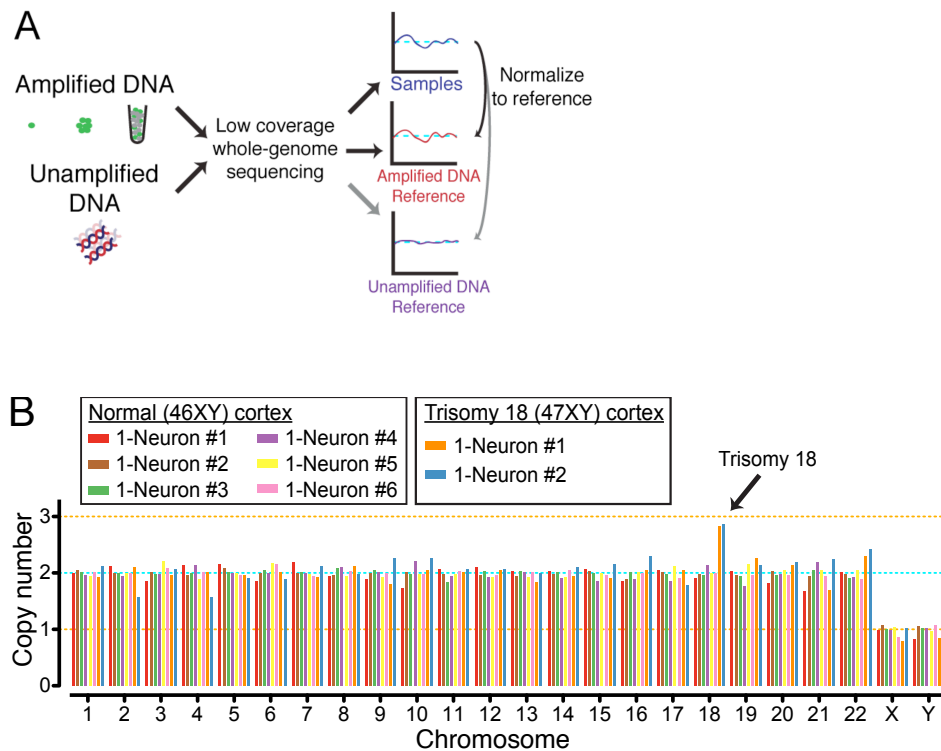 A
Amplified DNA
Unamplified
DNA
Low coverage
whole-genome
sequencing
Samples
Amplified DNA
Reference
Unamplified DNA
Reference
Normalize
to reference
B
Normal (46XY) cortex
1-Neuron #1
1-Neuron #2
1-Neuron #3
1-Neuron #4
1-Neuron #5
1-Neuron #6
Trisomy 18 (47XY) cortex
1-Neuron #1
1-Neuron #2
Trisomy 18
Copy number
3
2
1
0
1 2 3 4 5 6 7 8 9 10 11 12 13 14 15 16 17 18 19 20 21 22 X Y
Chromosome